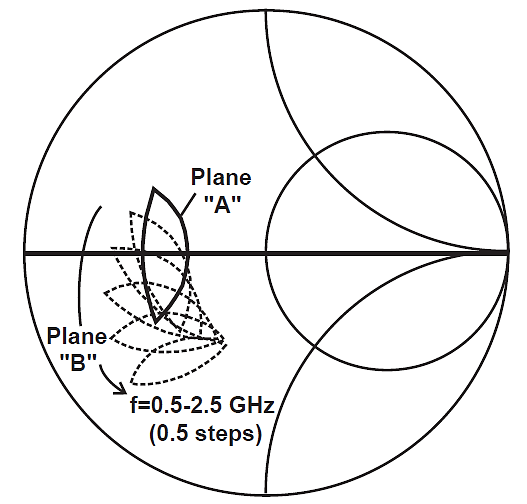 Plane
"A"
Plane
"B"
f=0.5-2.5 GHz
(0.5 steps)